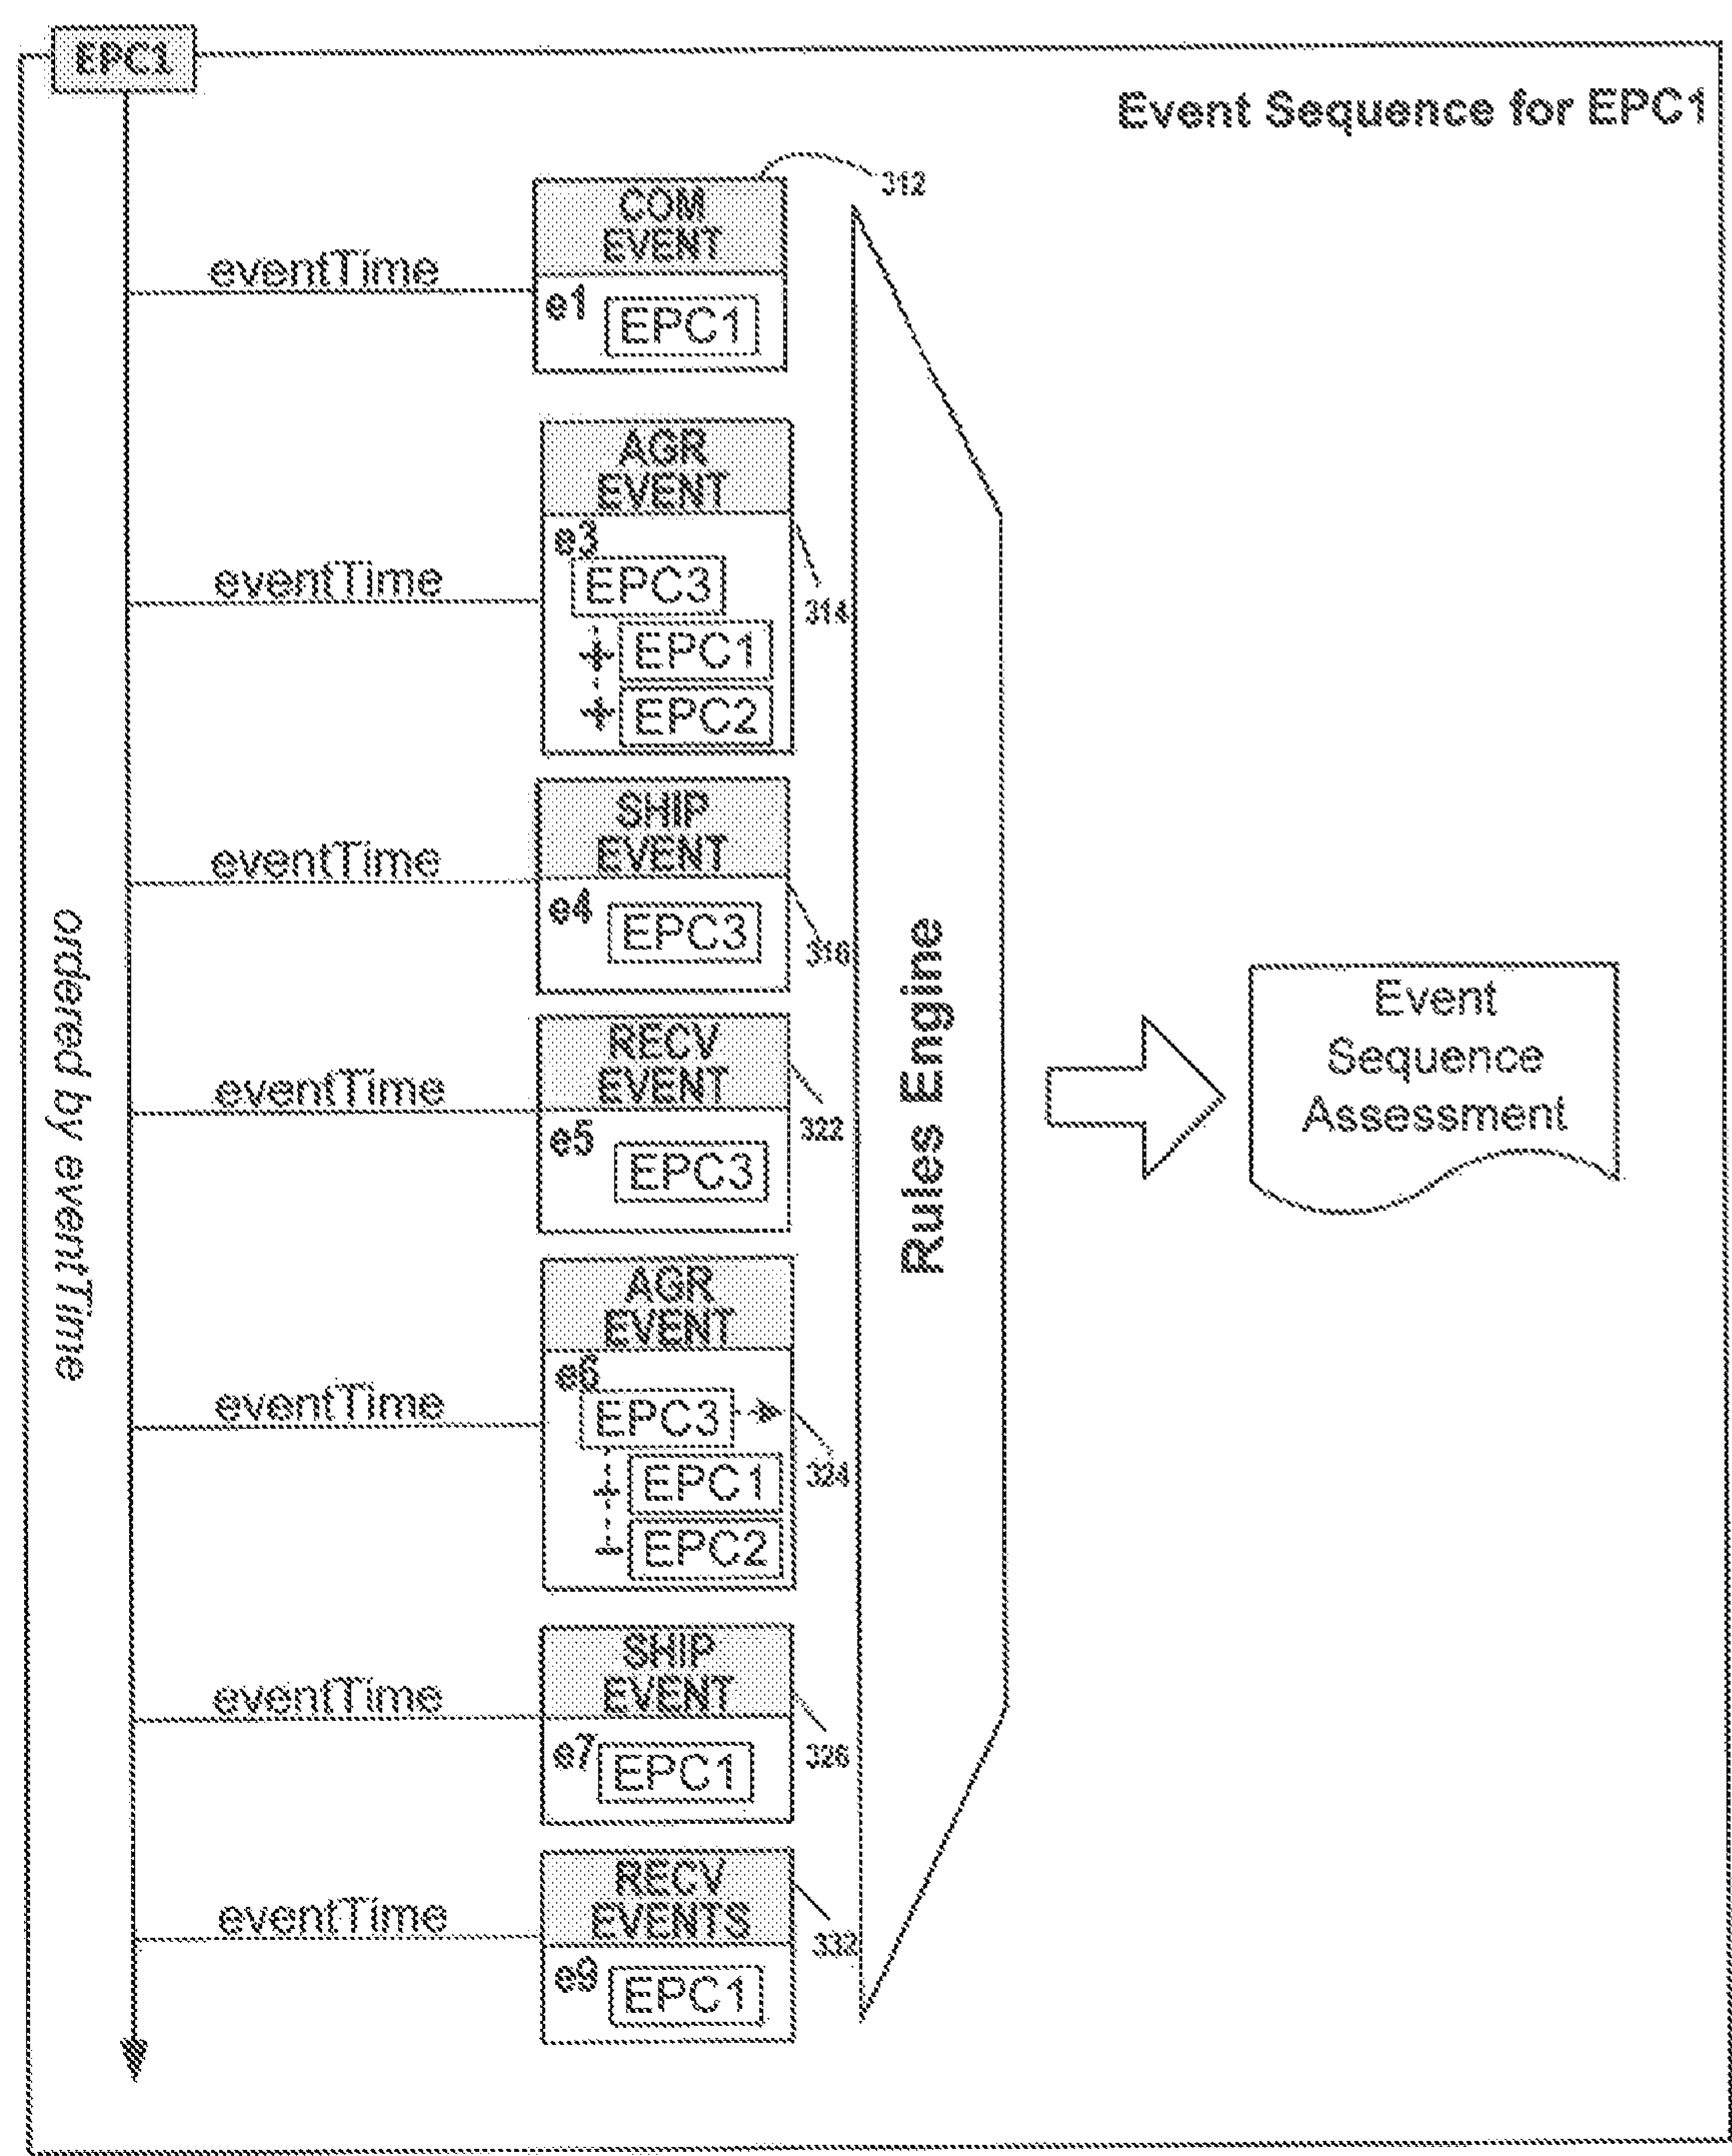 EPC1
Event Sequence for EPC1
312
COM
EVENT
eventTime
e1
EPC1
AGR
EVENT
e3
eventTime
EPC3
314
EPC1
EPC2
SHIP
EVENT
eventTime
e4
EPC3
316
ordered by eventTime
Rules Engine
Event
Sequence
Assessment
RECV
EVENT
eventTime
322
e5
EPC3
AGR
EVENT
e6
eventTime
EPC3
324
EPC1
EPC2
SHIP
EVENT
eventTime
326
e7
EPC1
RECV
EVENTS
eventTime
332
e9
EPC1